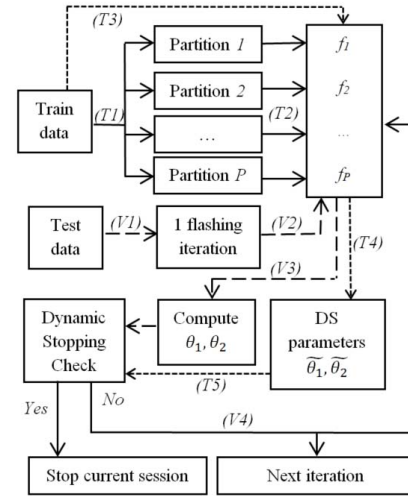 (T3)
Train
data
(T1)
Partition 1
Partition 2
...
Partition P
(T2)
f1
f2
...
fP
Test
data
(V1)
1 flashing
iteration
(V2)
(V3)
(T4)
Dynamic
Stopping
Check
Compute
θ1, θ2
DS
parameters
θ̃1, θ̃2
(T5)
Yes
No
(V4)
Stop current session
Next iteration